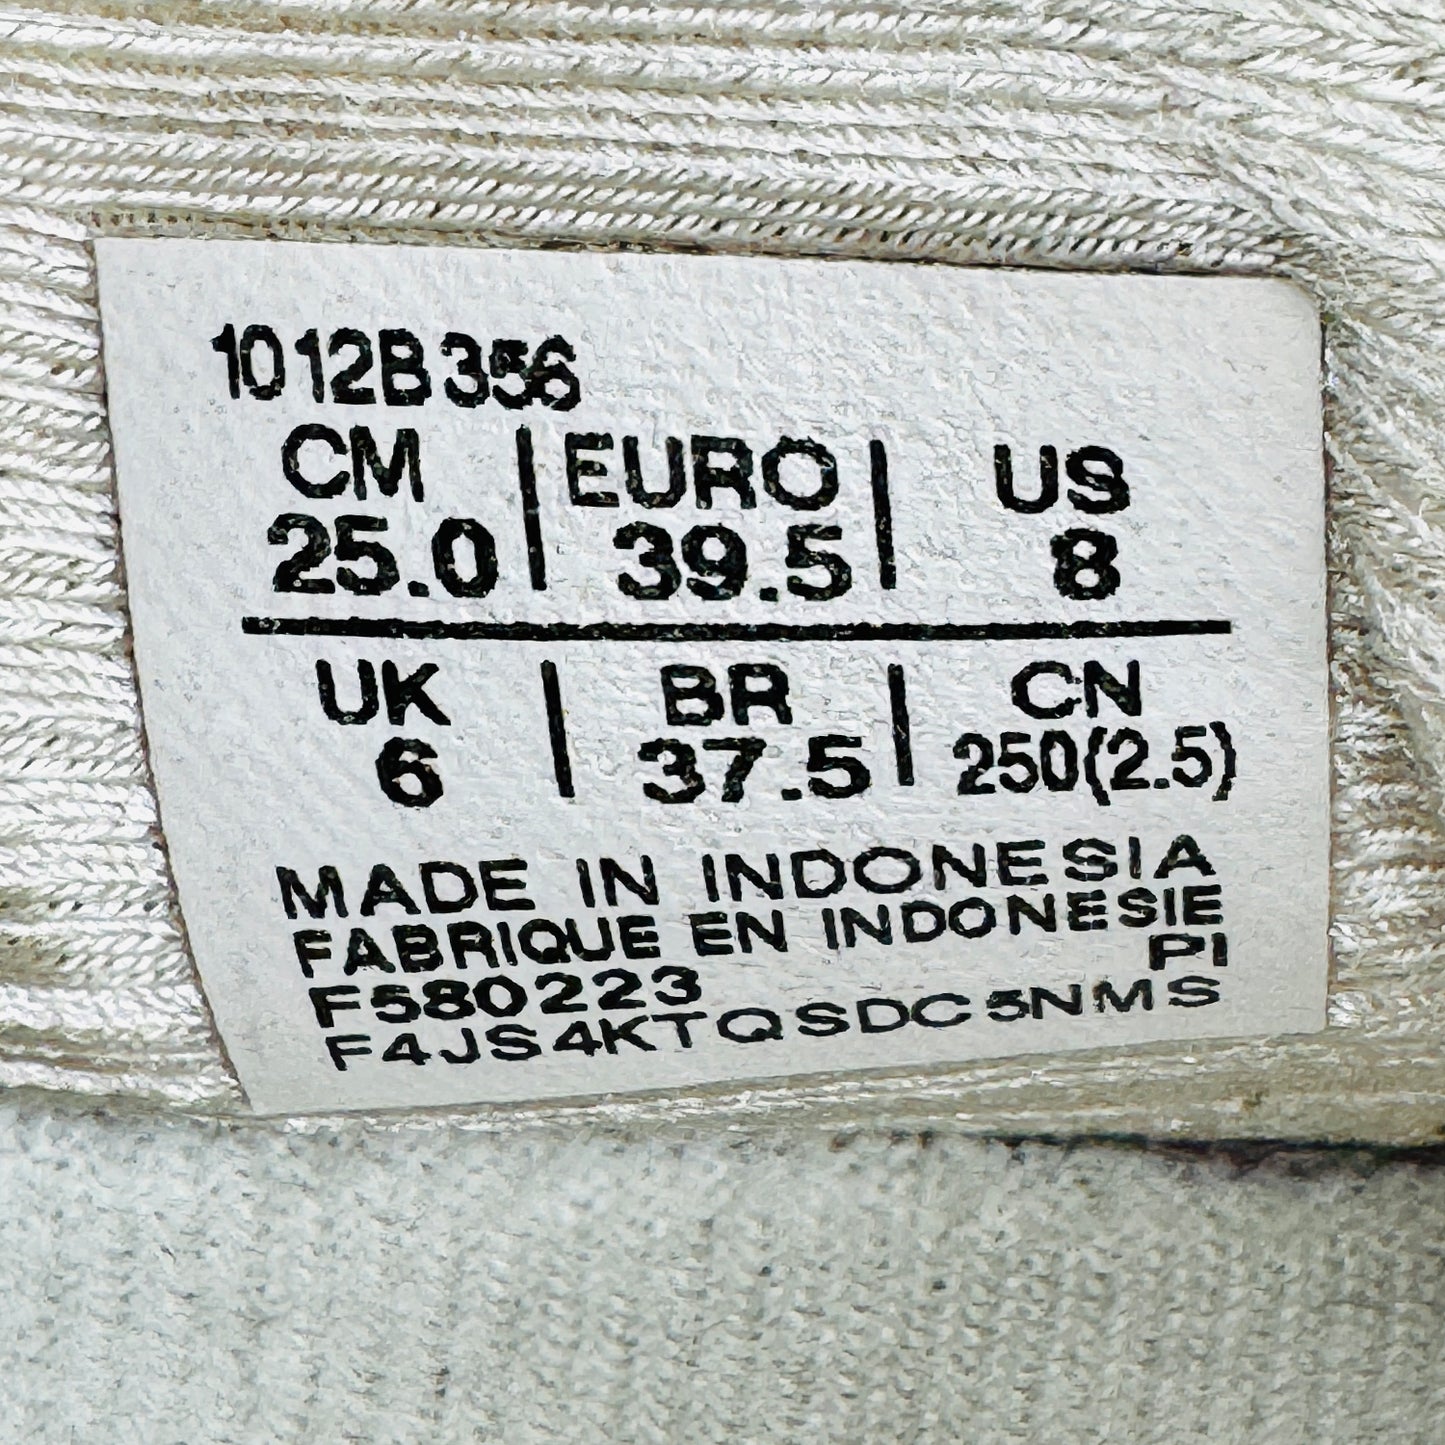 1012B356
CM | EURO | US
25.0 | 39.5 | 8
UK | BR | CN
6 | 37.5 | 250(2.5)
MADE IN INDONESIA
FABRIQUE EN INDONESIE
PI
F580223
F4JS4KTQSDC5NMS